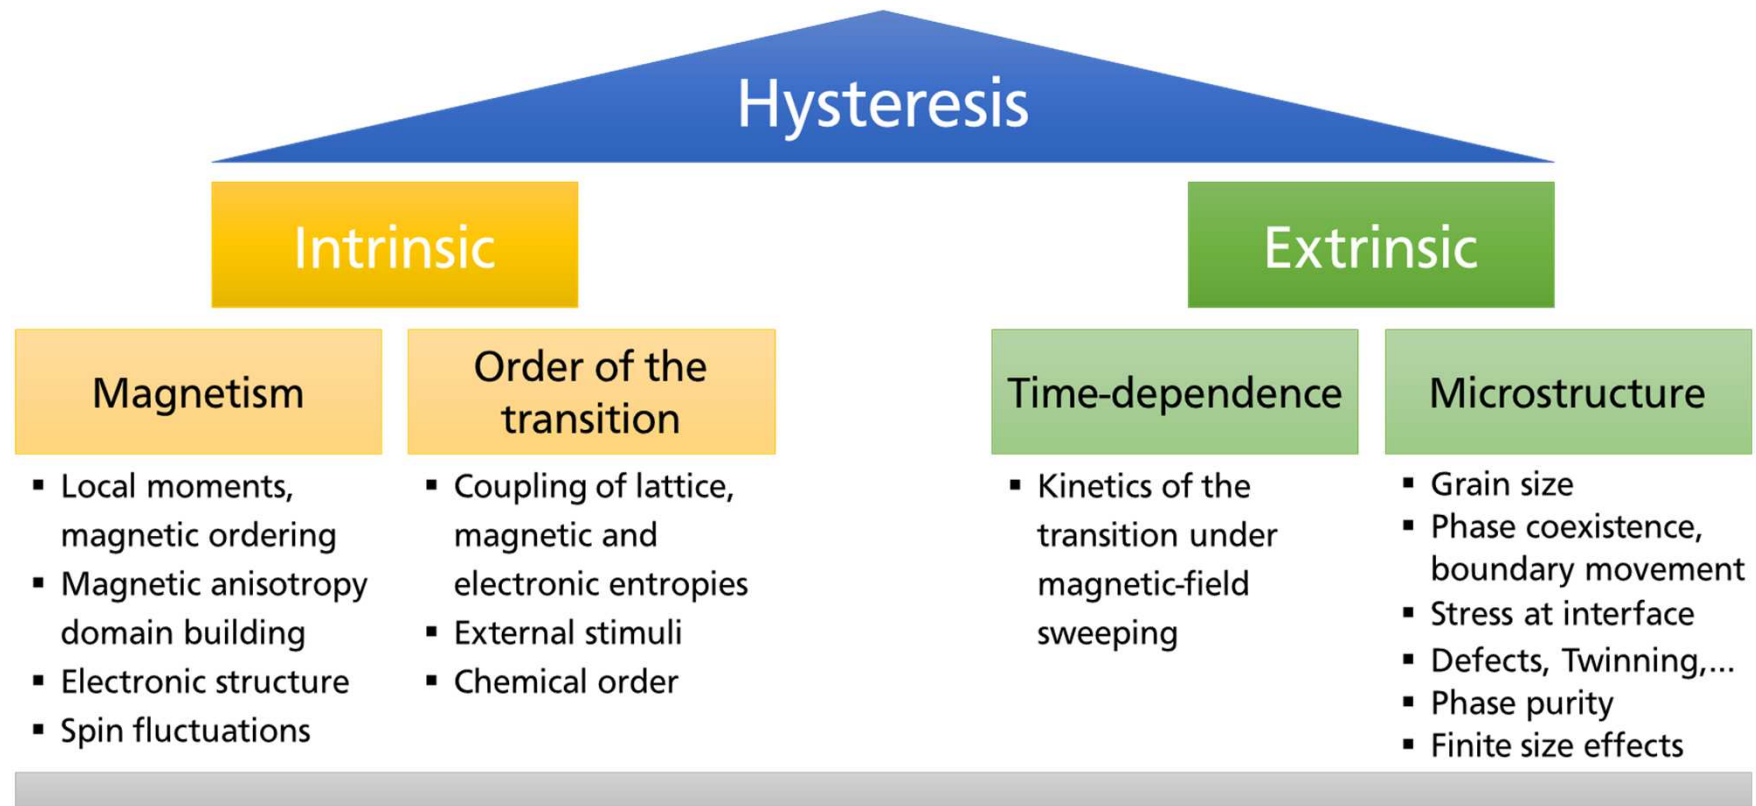 Hysteresis
Intrinsic
Extrinsic
Magnetism
Order of the
transition
Time-dependence
Microstructure
▪ Local moments,
magnetic ordering
▪ Magnetic anisotropy
domain building
▪ Electronic structure
▪ Spin fluctuations
▪ Coupling of lattice,
magnetic and
electronic entropies
▪ External stimuli
▪ Chemical order
▪ Kinetics of the
transition under
magnetic-field
sweeping
▪ Grain size
▪ Phase coexistence,
boundary movement
▪ Stress at interface
▪ Defects, Twinning,...
▪ Phase purity
▪ Finite size effects